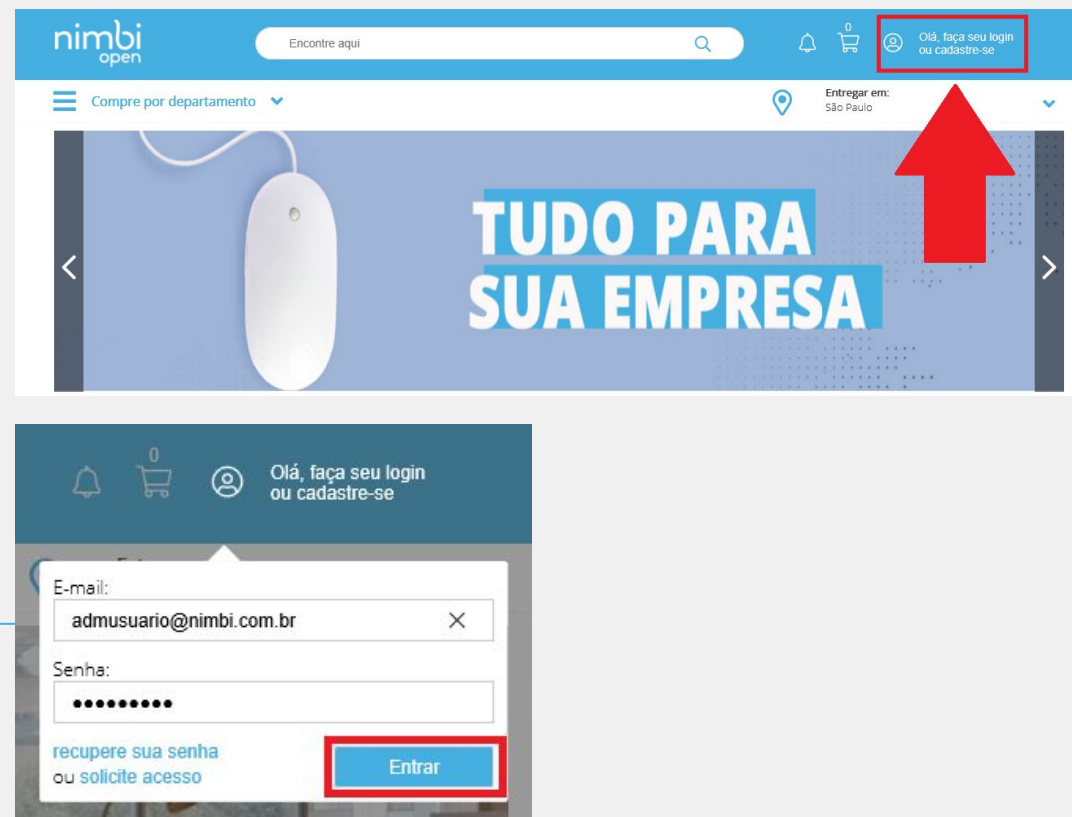 nimbi
open
Encontre aqui
0
Olá, faça seu login
ou cadastre-se
Compre por departamento
Entregar em:
São Paulo
TUDO PARA
SUA EMPRESA
0
Olá, faça seu login
ou cadastre-se
E-mail:
admusuario@nimbi.com.br
Senha:
•••••••••
recupere sua senha
ou solicite acesso
Entrar